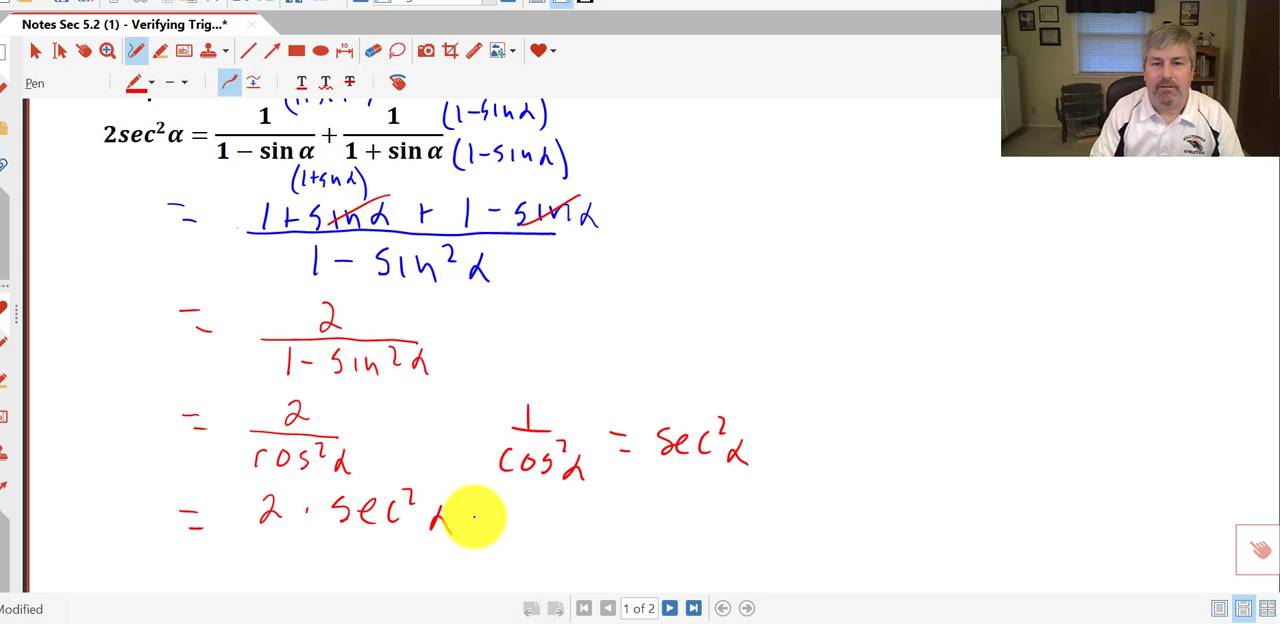 Notes Sec 5.2 (1) - Verifying Trig...*
Pen
1 1 (1-sin α)
2sec²α = 1 − sin α + 1 + sin α (1-sin α)
(1+sin α)
= 1 + sin α + 1 - sin α
1 - sin² α
= 2
1 - sin² α
= 2 1
cos² α cos² α = sec² α
= 2 · sec² α
Modified
1 of 2